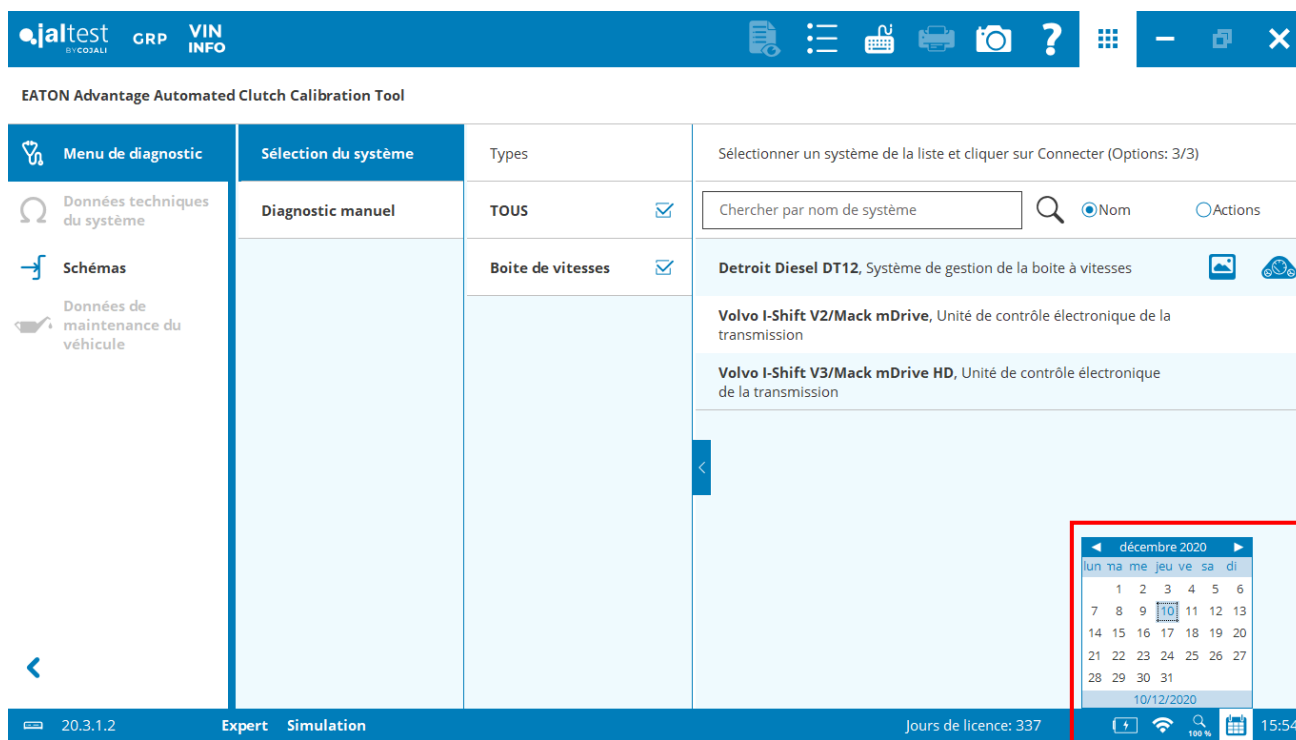 jaltest GRP VIN INFO
BY COJALI
?
EATON Advantage Automated Clutch Calibration Tool
Menu de diagnostic
Données techniques
du système
Schémas
Données de
maintenance du
véhicule
Sélection du système
Diagnostic manuel
Types
TOUS
Boite de vitesses
Sélectionner un système de la liste et cliquer sur Connecter (Options: 3/3)
Chercher par nom de système
Nom
Actions
Detroit Diesel DT12, Système de gestion de la boite à vitesses
Volvo I-Shift V2/Mack mDrive, Unité de contrôle électronique de la
transmission
Volvo I-Shift V3/Mack mDrive HD, Unité de contrôle électronique
de la transmission
décembre 2020
lun ma me jeu ve sa di
1 2 3 4 5 6
7 8 9 10 11 12 13
14 15 16 17 18 19 20
21 22 23 24 25 26 27
28 29 30 31
10/12/2020
20.3.1.2 Expert Simulation Jours de licence: 337 100 % 15:54